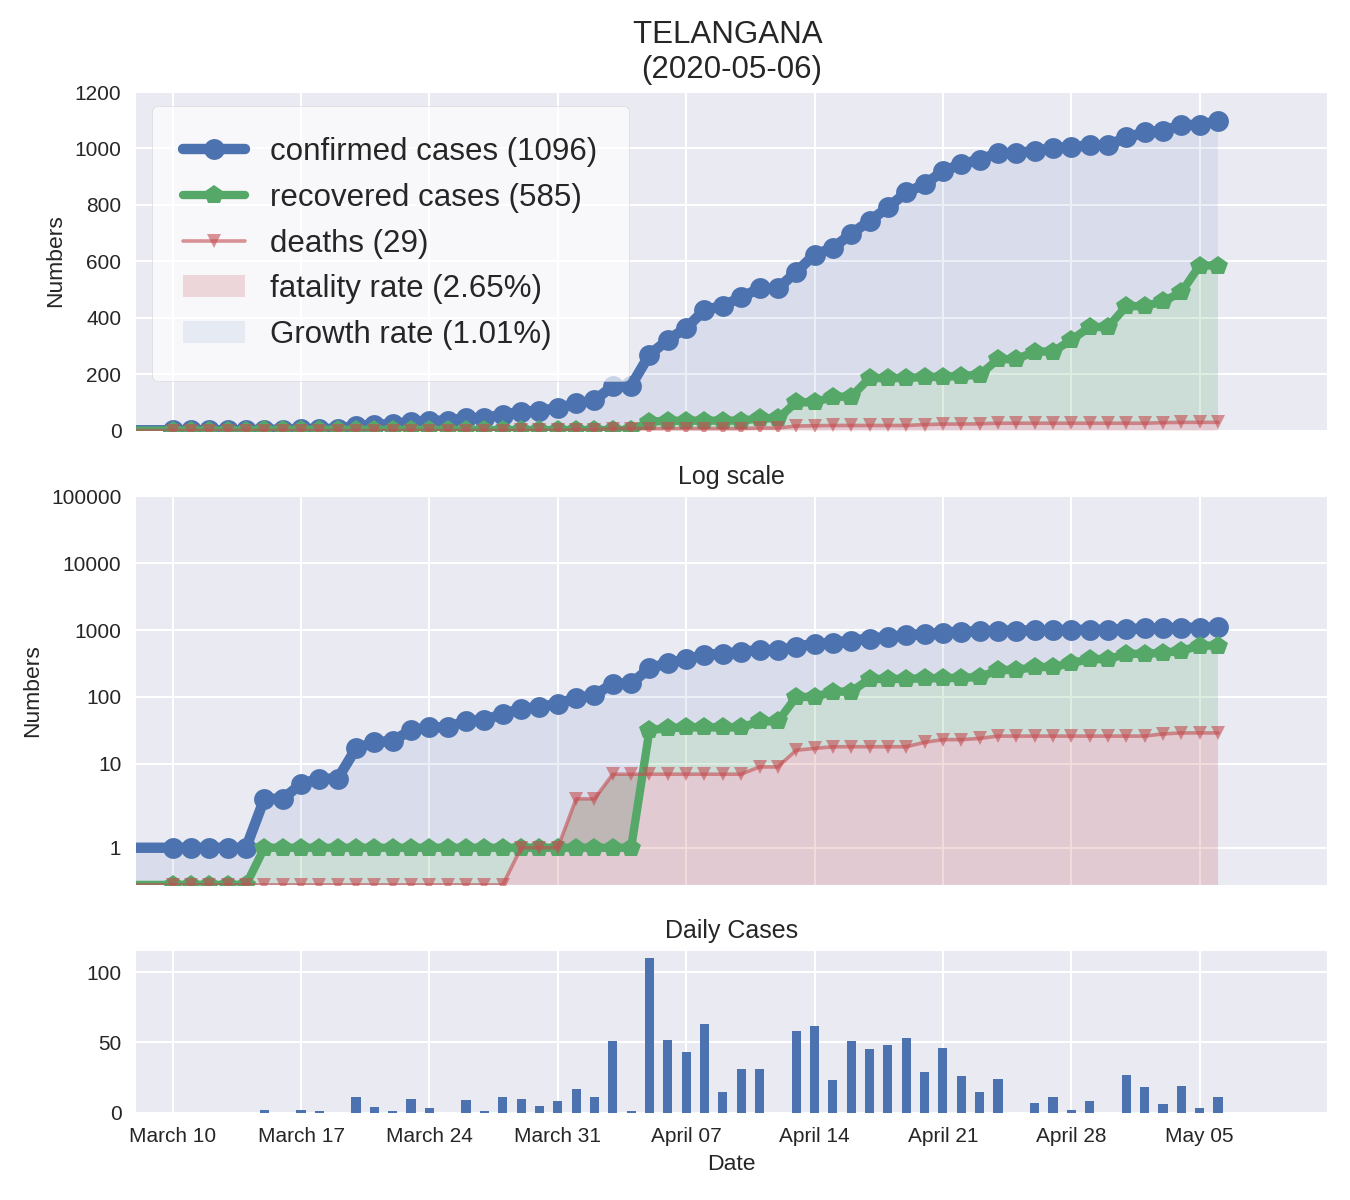 TELANGANA
(2020-05-06)
1200
1000
800
600
400
200
0
Numbers
confirmed cases (1096)
recovered cases (585)
deaths (29)
fatality rate (2.65%)
Growth rate (1.01%)
Log scale
100000
10000
1000
100
10
1
Numbers
Daily Cases
100
50
0
March 10 March 17 March 24 March 31 April 07 April 14 April 21 April 28 May 05
Date